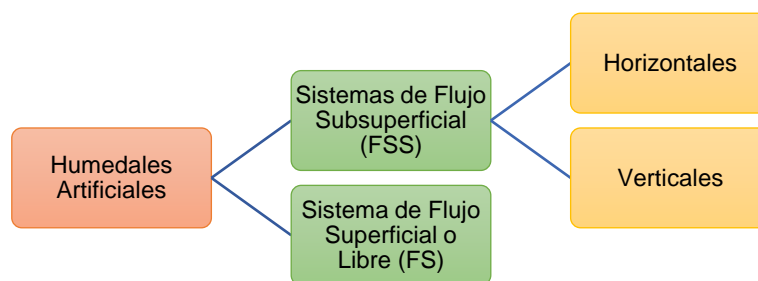 Humedales
Artificiales
Sistemas de Flujo
Subsuperficial
(FSS)
Horizontales
Verticales
Sistema de Flujo
Superficial o
Libre (FS)